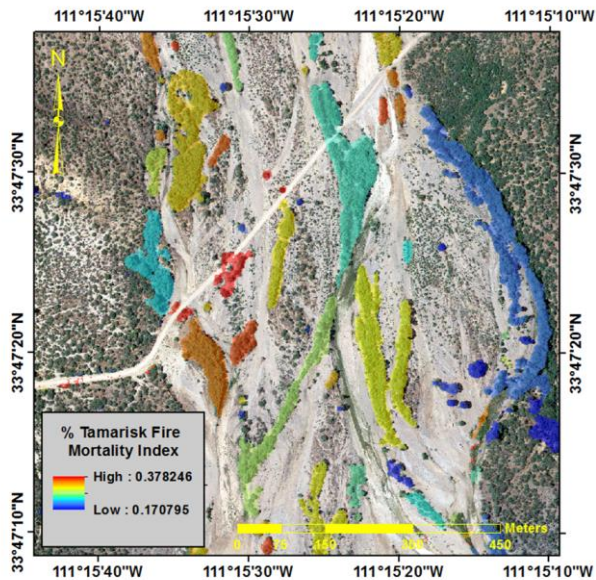 111°15'40"W 111°15'30"W 111°15'20"W 111°15'10"W
N
33°47'30"N 33°47'30"N
33°47'20"N 33°47'20"N
33°47'10"N 33°47'10"N
% Tamarisk Fire
Mortality Index
High : 0.378246
Low : 0.170795
Meters
0 75 150 450
111°15'40"W 111°15'30"W 111°15'20"W 111°15'10"W